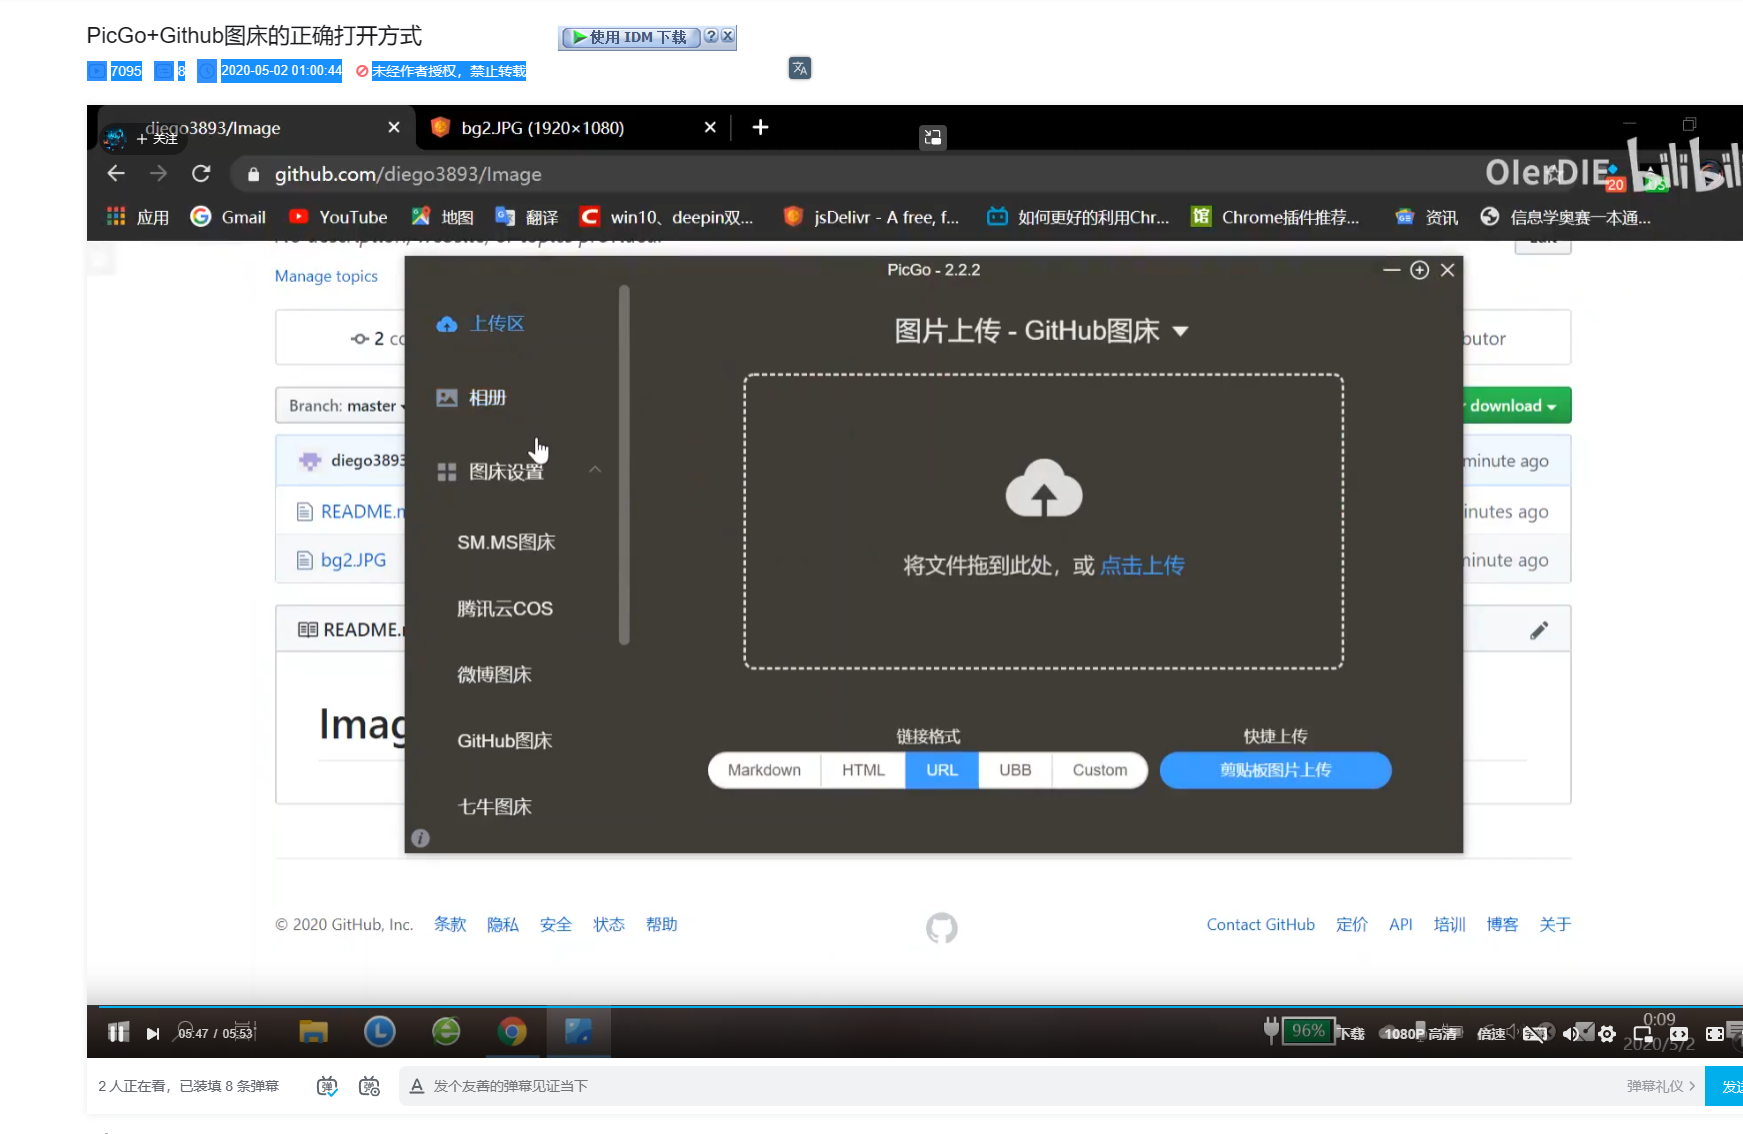 PicGo+Github图床的正确打开方式
使用 IDM 下载
7095 8 2020-05-02 01:00:44 未经作者授权，禁止转载
diego3893/Image
+ 关注
bg2.JPG (1920×1080)
github.com/diego3893/Image
OIerDIE
bilibili
20
应用 Gmail YouTube 地图 翻译 win10、deepin双... jsDelivr - A free, f... 如何更好的利用Chr... Chrome插件推荐... 资讯 信息学奥赛一本通...
No description, website, or topics provided.
Edit
Manage topics
PicGo - 2.2.2
上传区
图片上传 - GitHub图床
2 co
butor
相册
Branch: master
download
diego3893
minute ago
图床设置
README.m
inutes ago
SM.MS图床
bg2.JPG
minute ago
将文件拖到此处，或 点击上传
腾讯云COS
README.
微博图床
Imag
GitHub图床
链接格式
快捷上传
Markdown HTML URL UBB Custom
剪贴板图片上传
七牛图床
© 2020 GitHub, Inc. 条款 隐私 安全 状态 帮助
Contact GitHub 定价 API 培训 博客 关于
05:47 / 05:53
96%
下载 1080P 高清 倍速
0:09
2020/5/2
2 人正在看，已装填 8 条弹幕
发个友善的弹幕见证当下
弹幕礼仪 >
发送